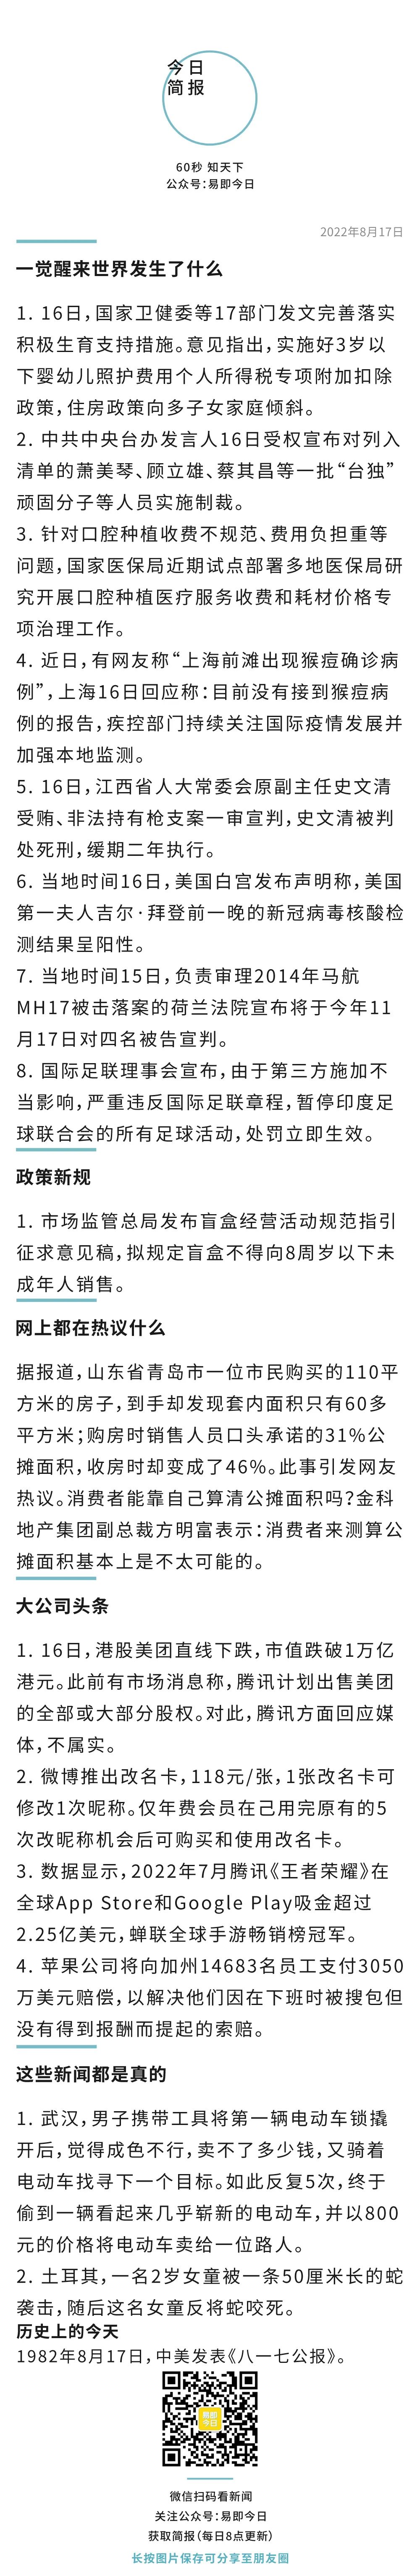 今日
简报
60秒 知天下
公众号：易即今日
2022年8月17日
一觉醒来世界发生了什么
1. 16日，国家卫健委等17部门发文完善落实
积极生育支持措施。意见指出，实施好3岁以
下婴幼儿照护费用个人所得税专项附加扣除
政策，住房政策向多子女家庭倾斜。
2. 中共中央台办发言人16日受权宣布对列入
清单的萧美琴、顾立雄、蔡其昌等一批“台独”
顽固分子等人员实施制裁。
3. 针对口腔种植收费不规范、费用负担重等
问题，国家医保局近期试点部署多地医保局研
究开展口腔种植医疗服务收费和耗材价格专
项治理工作。
4. 近日，有网友称“上海前滩出现猴痘确诊病
例”，上海16日回应称：目前没有接到猴痘病
例的报告，疾控部门持续关注国际疫情发展并
加强本地监测。
5. 16日，江西省人大常委会原副主任史文清
受贿、非法持有枪支案一审宣判，史文清被判
处死刑，缓期二年执行。
6. 当地时间16日，美国白宫发布声明称，美国
第一夫人吉尔·拜登前一晚的新冠病毒核酸检
测结果呈阳性。
7. 当地时间15日，负责审理2014年马航
MH17被击落案的荷兰法院宣布将于今年11
月17日对四名被告宣判。
8. 国际足联理事会宣布，由于第三方施加不
当影响，严重违反国际足联章程，暂停印度足
球联合会的所有足球活动，处罚立即生效。
政策新规
1. 市场监管总局发布盲盒经营活动规范指引
征求意见稿，拟规定盲盒不得向8周岁以下未
成年人销售。
网上都在热议什么
据报道，山东省青岛市一位市民购买的110平
方米的房子，到手却发现套内面积只有60多
平方米；购房时销售人员口头承诺的31%公
摊面积，收房时却变成了46%。此事引发网友
热议。消费者能靠自己算清公摊面积吗？金科
地产集团副总裁方明富表示：消费者来测算公
摊面积基本上是不太可能的。
大公司头条
1. 16日，港股美团直线下跌，市值跌破1万亿
港元。此前有市场消息称，腾讯计划出售美团
的全部或大部分股权。对此，腾讯方面回应媒
体，不属实。
2. 微博推出改名卡，118元/张，1张改名卡可
修改1次昵称。仅年费会员在己用完原有的5
次改昵称机会后可购买和使用改名卡。
3. 数据显示，2022年7月腾讯《王者荣耀》在
全球App Store和Google Play吸金超过
2.25亿美元，蝉联全球手游畅销榜冠军。
4. 苹果公司将向加州14683名员工支付3050
万美元赔偿，以解决他们因在下班时被搜包但
没有得到报酬而提起的索赔。
这些新闻都是真的
1. 武汉，男子携带工具将第一辆电动车锁撬
开后，觉得成色不行，卖不了多少钱，又骑着
电动车找寻下一个目标。如此反复5次，终于
偷到一辆看起来几乎崭新的电动车，并以800
元的价格将电动车卖给一位路人。
2. 土耳其，一名2岁女童被一条50厘米长的蛇
袭击，随后这名女童反将蛇咬死。
历史上的今天
1982年8月17日，中美发表《八一七公报》。
易即
今日
微信扫码看新闻
关注公众号：易即今日
获取简报（每日8点更新）
长按图片保存可分享至朋友圈